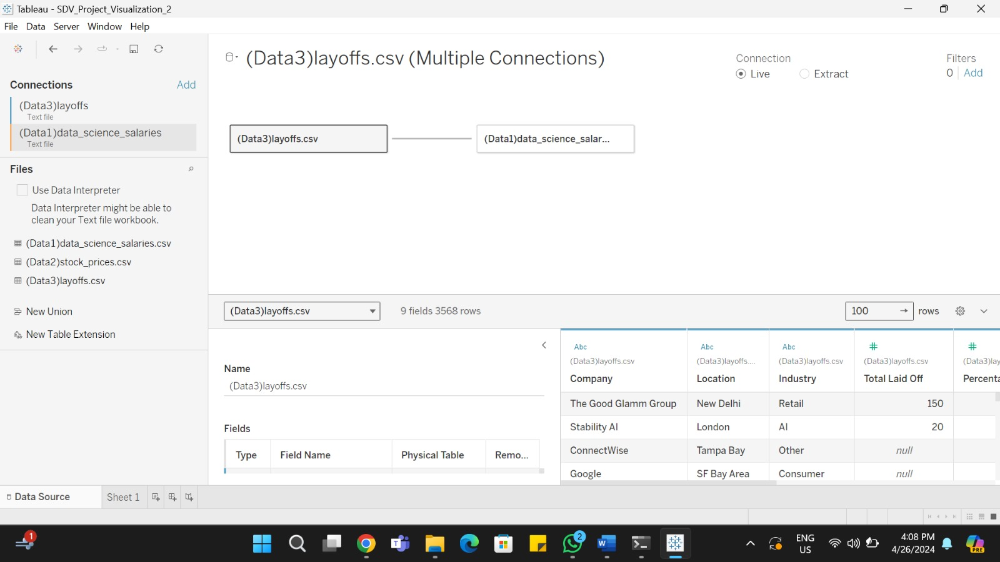 Tableau - SDV_Project_Visualization_2
File Data Server Window Help
Connections Add
(Data3)layoffs
Text file
(Data1)data_science_salaries
Text file
Files
Use Data Interpreter
Data Interpreter might be able to
clean your Text file workbook.
(Data1)data_science_salaries.csv
(Data2)stock_prices.csv
(Data3)layoffs.csv
New Union
New Table Extension
(Data3)layoffs.csv (Multiple Connections)
Connection
Live Extract
Filters
0 Add
(Data3)layoffs.csv
(Data1)data_science_salar...
(Data3)layoffs.csv 9 fields 3568 rows 100 rows
Name
(Data3)layoffs.csv
Fields
Type Field Name Physical Table Remo...
Abc Abc Abc # #
(Data3)layoffs.csv (Data3)layoffs.... (Data3)layoffs.csv (Data3)layoffs.csv (Data3)lay
Company Location Industry Total Laid Off Percenta
The Good Glamm Group New Delhi Retail 150
Stability AI London AI 20
ConnectWise Tampa Bay Other null
Google SF Bay Area Consumer null
Data Source Sheet 1
1
2
W
PRE
ENG
US
4:08 PM
4/26/2024